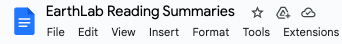 EarthLab Reading Summaries
File Edit View Insert Format Tools Extensions